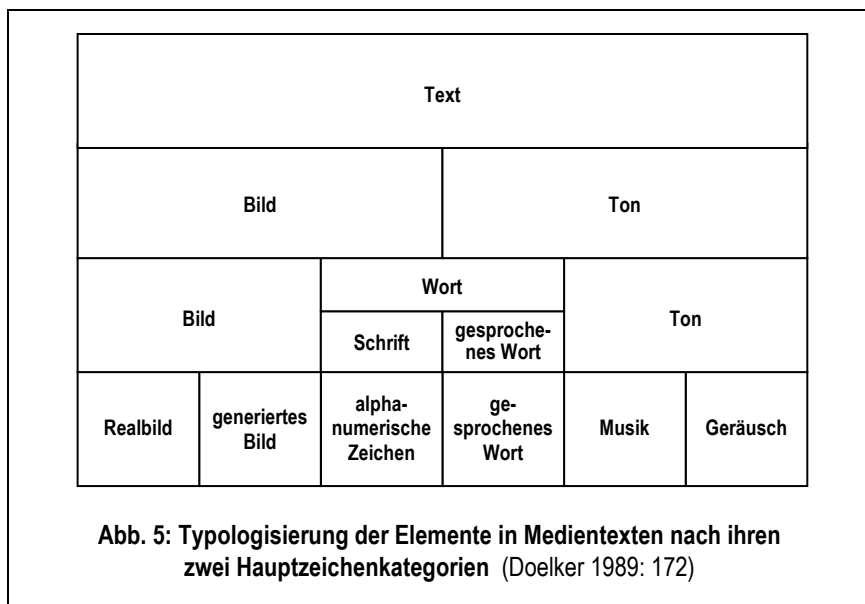 Text
Bild
Ton
Bild
Wort
Ton
Schrift
gesproche-
nes Wort
Realbild
generiertes
Bild
alpha-
numerische
Zeichen
ge-
sprochenes
Wort
Musik
Geräusch
Abb. 5: Typologisierung der Elemente in Medientexten nach ihren
zwei Hauptzeichenkategorien (Doelker 1989: 172)